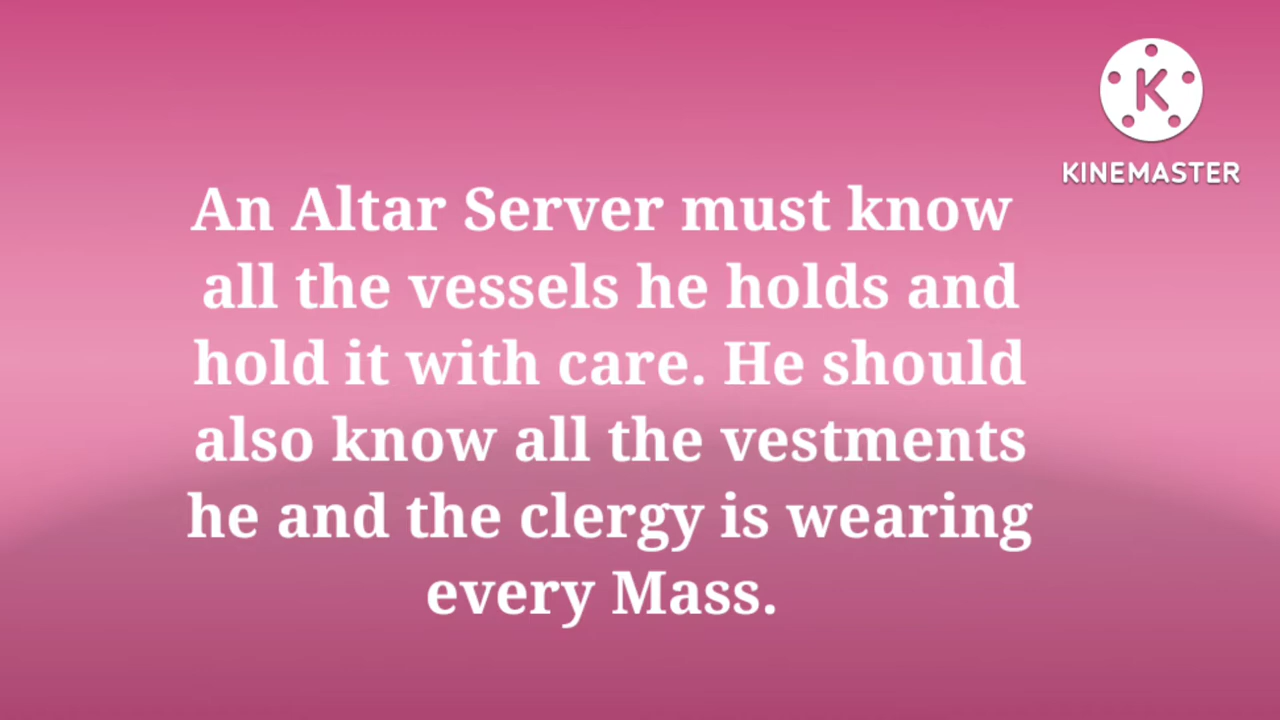 KINEMASTER
An Altar Server must know
all the vessels he holds and
hold it with care. He should
also know all the vestments
he and the clergy is wearing
every Mass.